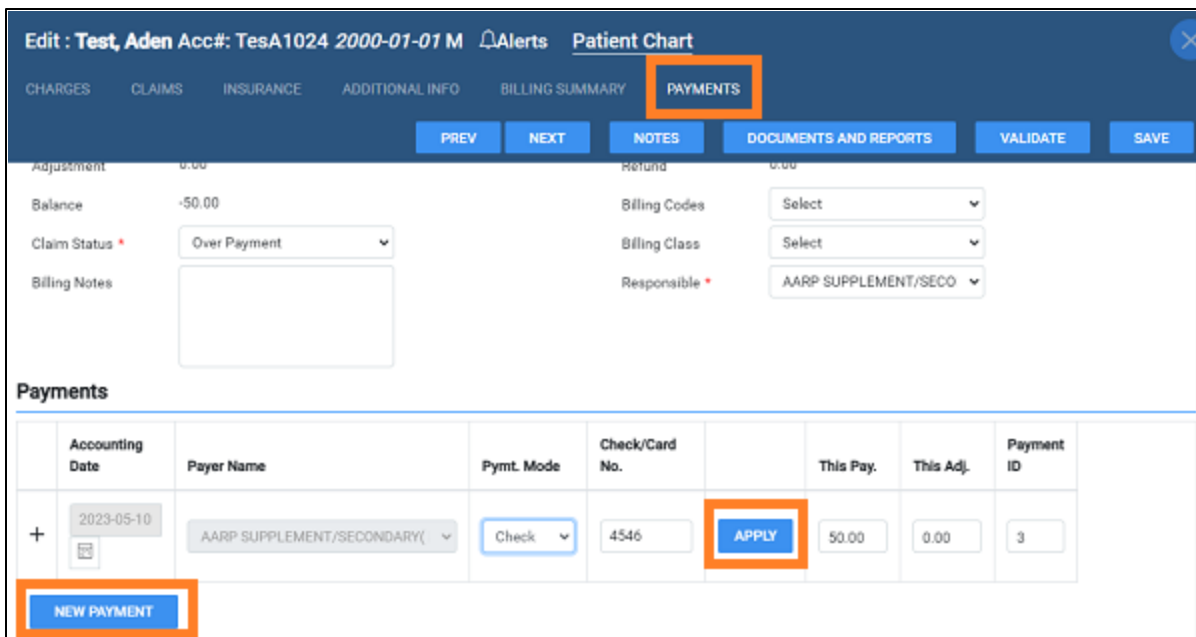 Edit : Test, Aden Acc#: TesA1024 2000-01-01 M Alerts Patient Chart
CHARGES CLAIMS INSURANCE ADDITIONAL INFO BILLING SUMMARY PAYMENTS
PREV NEXT NOTES DOCUMENTS AND REPORTS VALIDATE SAVE
Adjustment 0.00 Refund 0.00
Balance -50.00 Billing Codes Select
Claim Status * Over Payment Billing Class Select
Billing Notes Responsible * AARP SUPPLEMENT/SECO
Payments
Accounting Date Payer Name Pymt. Mode Check/Card No. This Pay. This Adj. Payment ID
+ 2023-05-10 AARP SUPPLEMENT/SECONDARY( Check 4546 APPLY 50.00 0.00 3
NEW PAYMENT